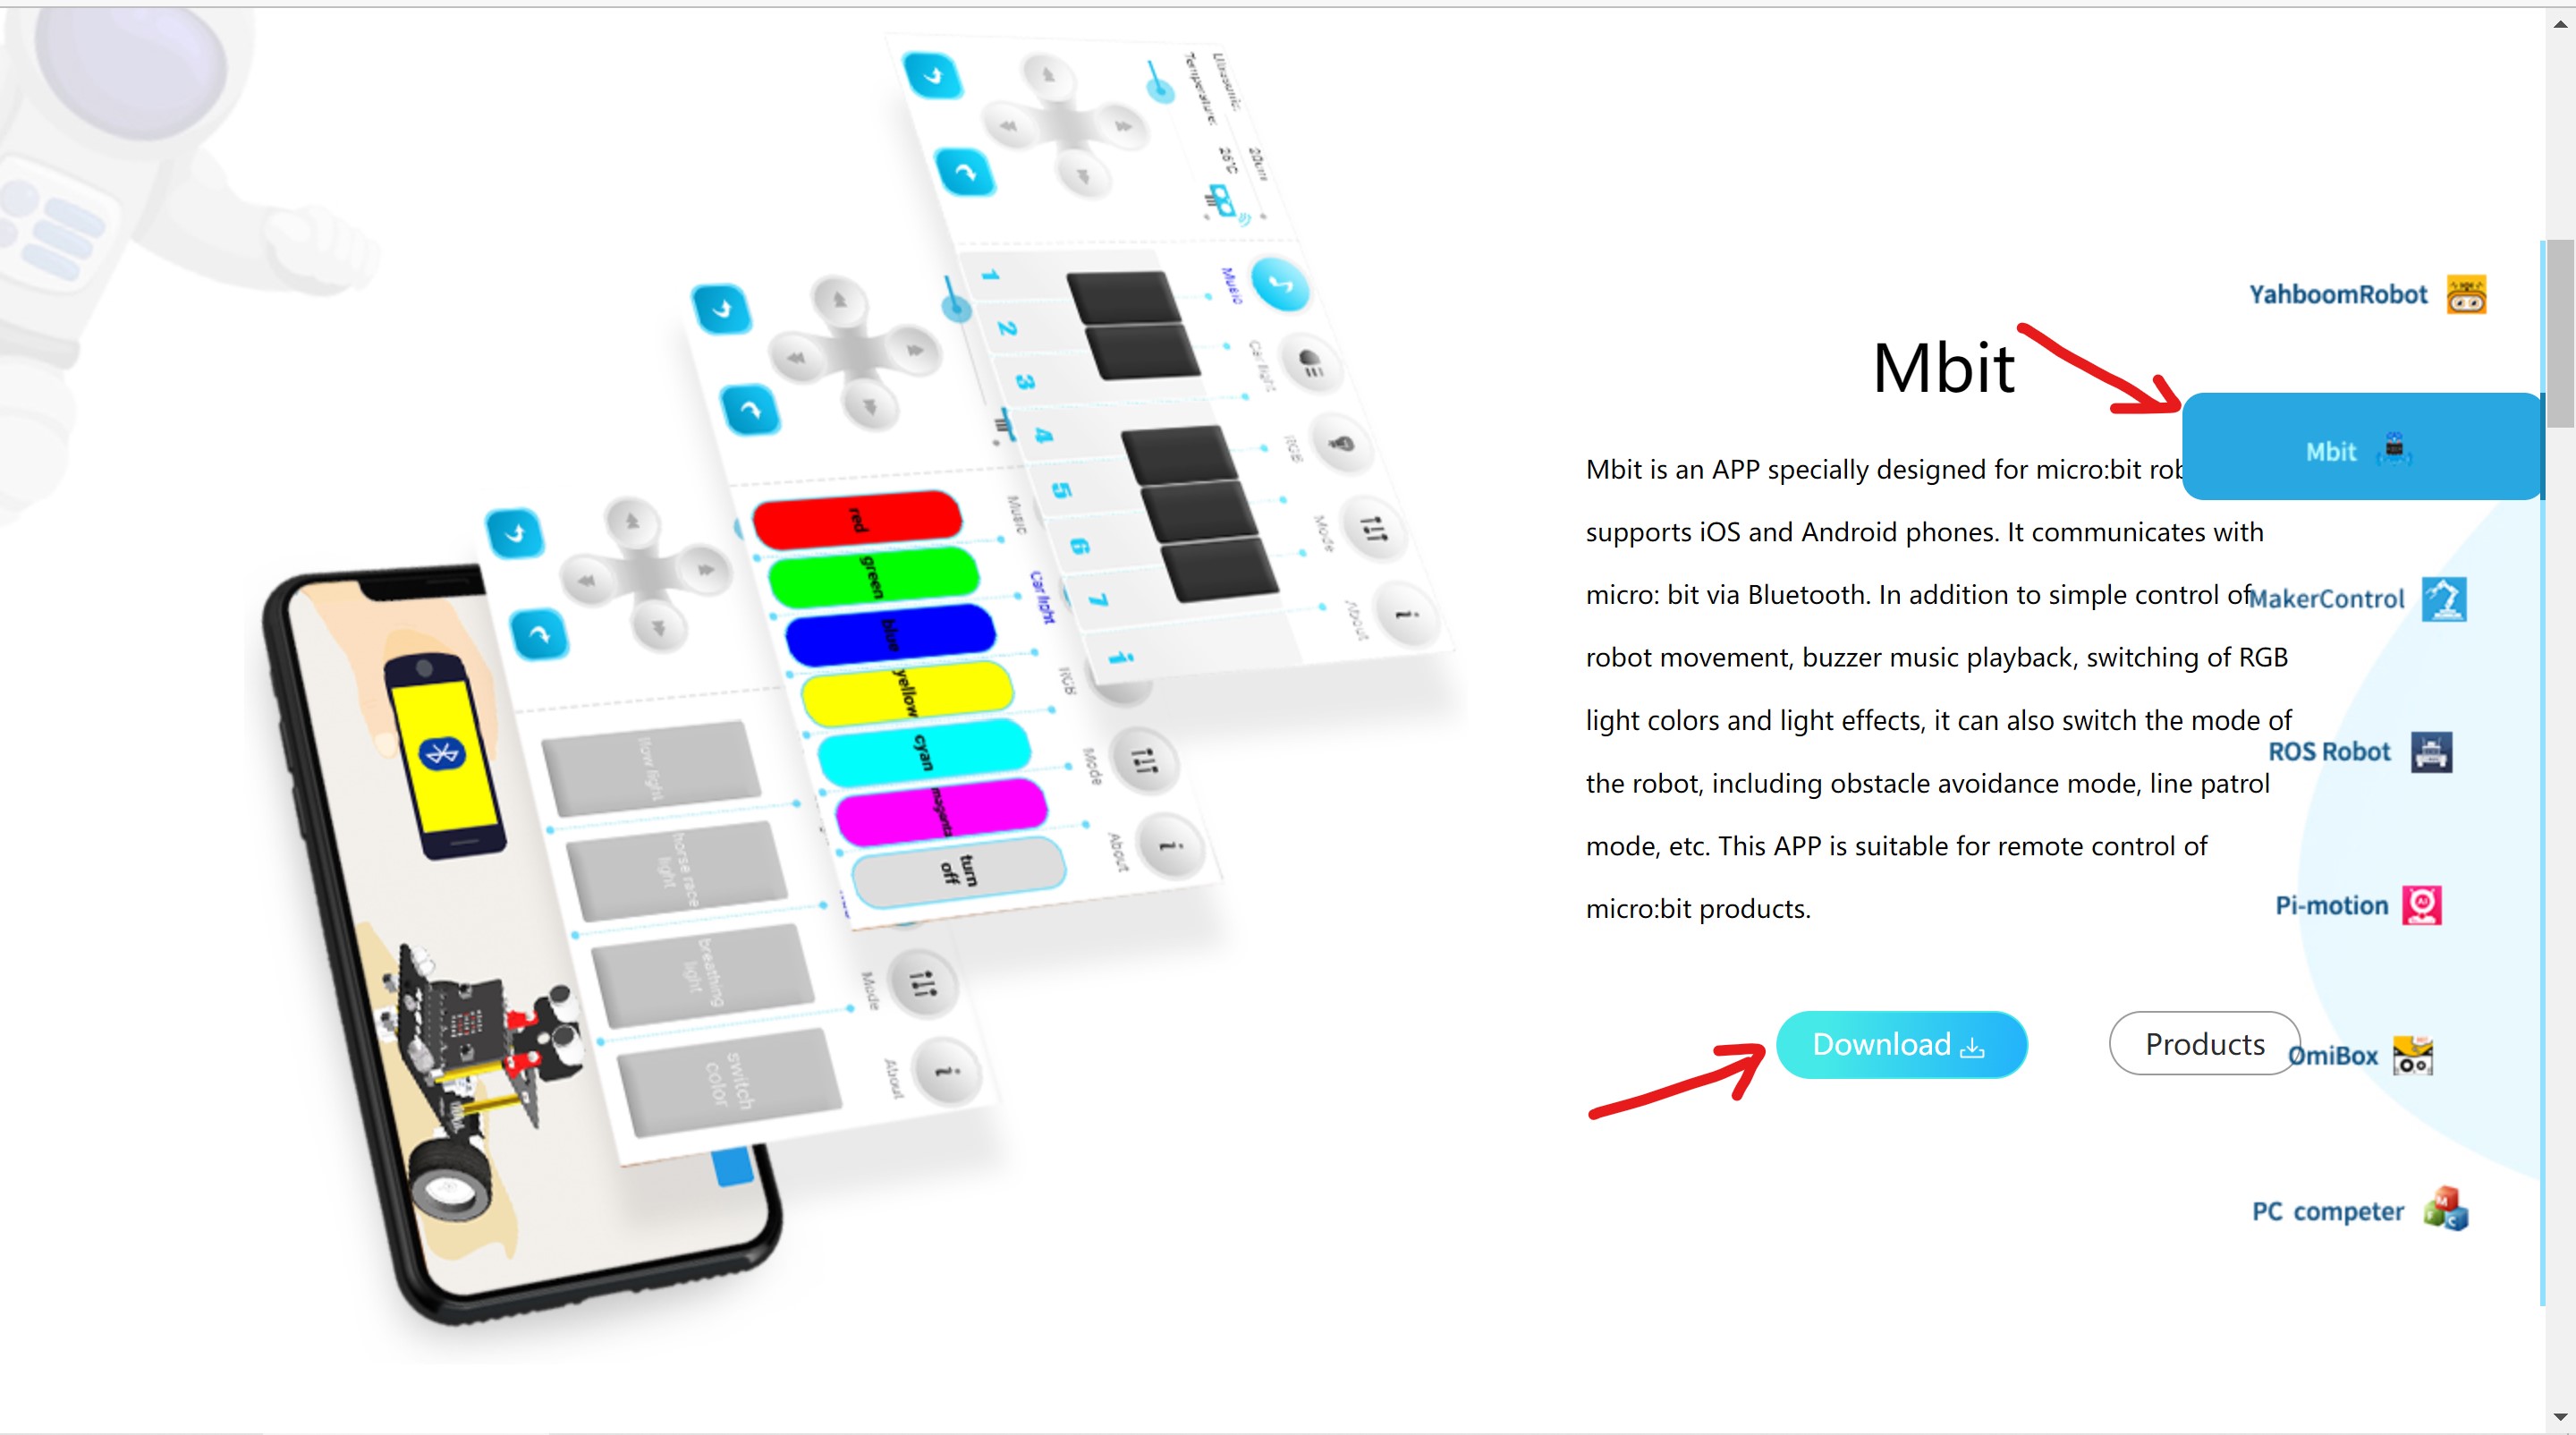 Mbit
Mbit is an APP specially designed for micro:bit
supports iOS and Android phones. It communicates with
micro: bit via Bluetooth. In addition to simple control of
robot movement, buzzer music playback, switching of RGB
light colors and light effects, it can also switch the mode of
the robot, including obstacle avoidance mode, line patrol
mode, etc. This APP is suitable for remote control of
micro:bit products.
Download
Products
YahboomRobot
Mbit
MakerControl
ROS Robot
Pi-motion
OmiBox
PC competer
Ultrasonic:
20cm
Temperature:
26°C
Music
Car light
RGB
Mode
About
1
2
3
4
5
6
7
i
Music
Car light
RGB
Mode
About
red
green
blue
yellow
cyan
magenta
turn
off
Mode
About
horse race
light
breathing
light
switch
color